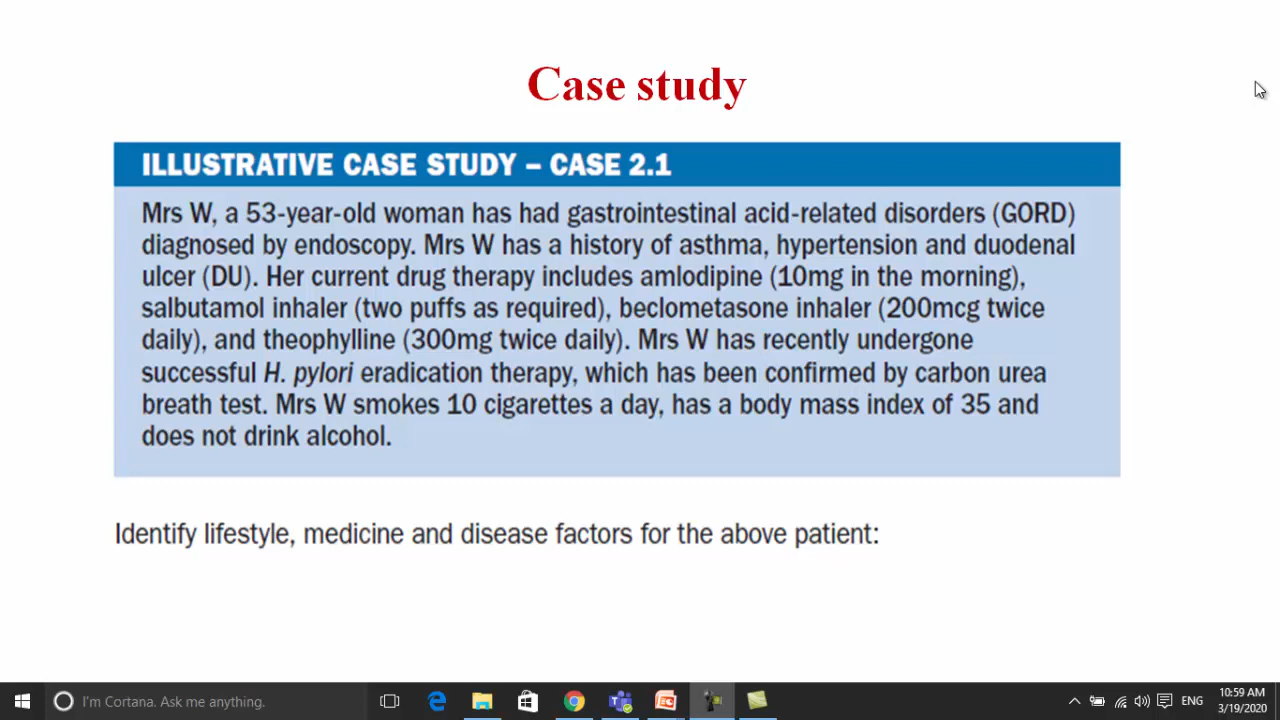 Case study
ILLUSTRATIVE CASE STUDY – CASE 2.1
Mrs W, a 53-year-old woman has had gastrointestinal acid-related disorders (GORD)
diagnosed by endoscopy. Mrs W has a history of asthma, hypertension and duodenal
ulcer (DU). Her current drug therapy includes amlodipine (10mg in the morning),
salbutamol inhaler (two puffs as required), beclometasone inhaler (200mcg twice
daily), and theophylline (300mg twice daily). Mrs W has recently undergone
successful H. pylori eradication therapy, which has been confirmed by carbon urea
breath test. Mrs W smokes 10 cigarettes a day, has a body mass index of 35 and
does not drink alcohol.
Identify lifestyle, medicine and disease factors for the above patient:
I'm Cortana. Ask me anything.
ENG
10:59 AM
3/19/2020